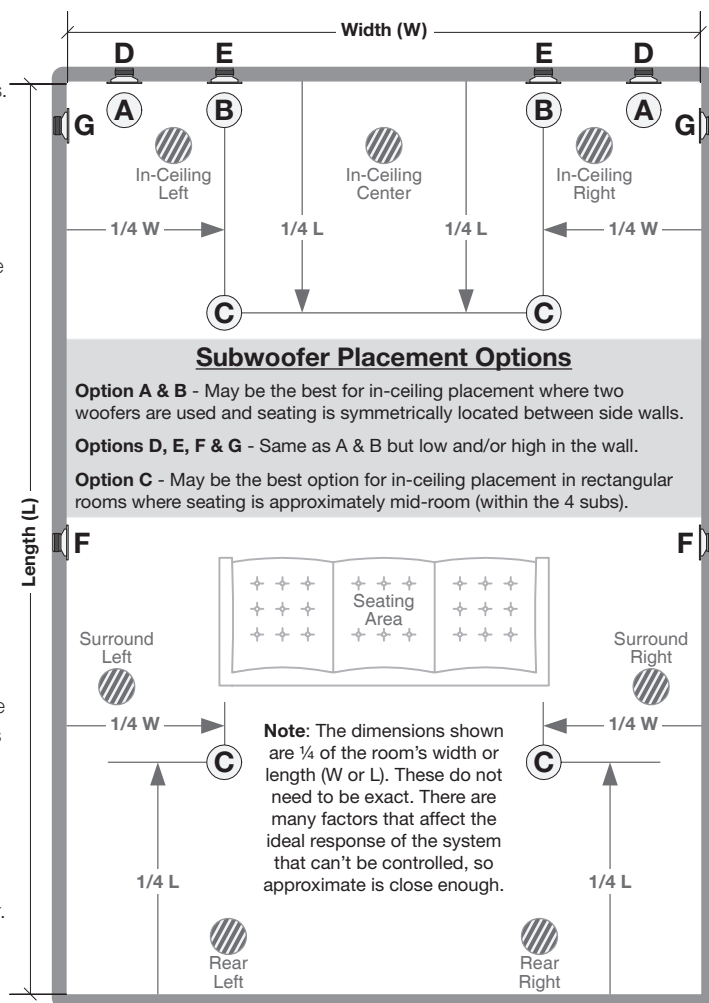 Width (W)
D E E D
s.
A B B A
G G
In-Ceiling
Left
In-Ceiling
Center
In-Ceiling
Right
1/4 W 1/4 L 1/4 L 1/4 W
e
C C
Subwoofer Placement Options
Option A & B - May be the best for in-ceiling placement where two
woofers are used and seating is symmetrically located between side walls.
Options D, E, F & G - Same as A & B but low and/or high in the wall.
Option C - May be the best option for in-ceiling placement in rectangular
rooms where seating is approximately mid-room (within the 4 subs).
Length (L)
F F
Seating
Area
Surround
Left
Surround
Right
e
s
1/4 W 1/4 W
C C
Note: The dimensions shown
are ¼ of the room's width or
length (W or L). These do not
need to be exact. There are
many factors that affect the
ideal response of the system
that can't be controlled, so
approximate is close enough.
1/4 L 1/4 L
Rear
Left
Rear
Right